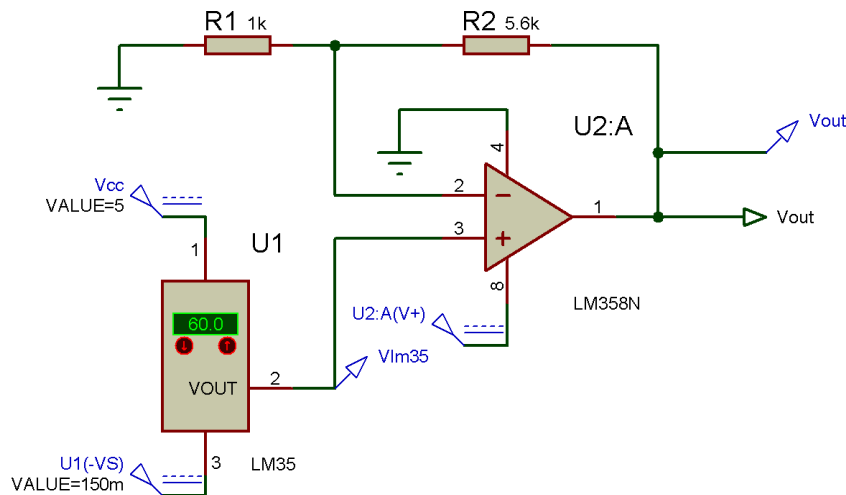 R1 1k
R2 5.6k
U2:A
4
Vout
Vcc
VALUE=5
2
1
Vout
3
1
U1
8
LM358N
U2:A(V+)
60.0
Vlm35
VOUT
2
3
LM35
U1(-VS)
VALUE=150m